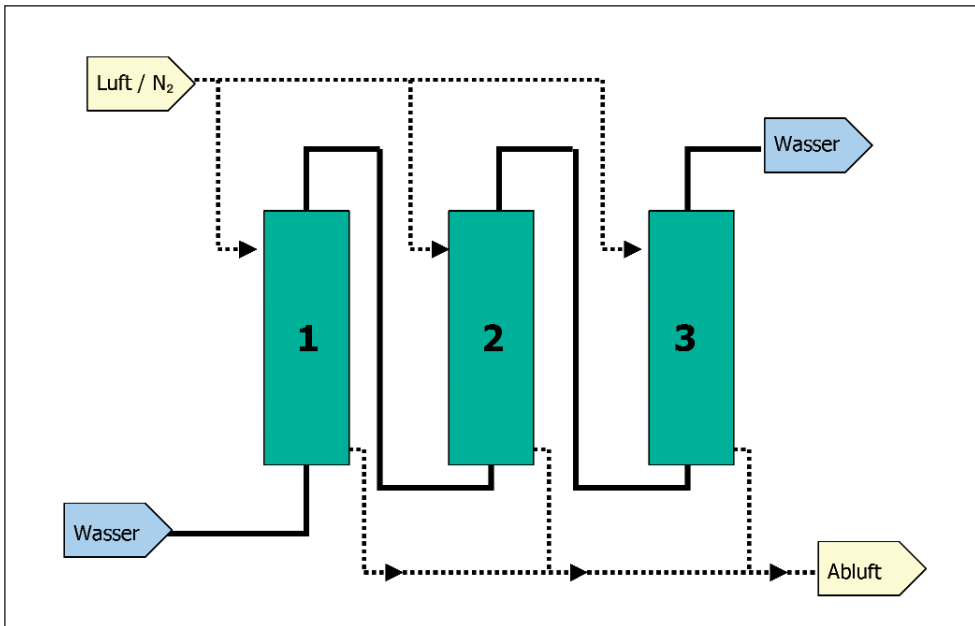 Luft / N₂
Wasser
1
2
3
Wasser
Abluft